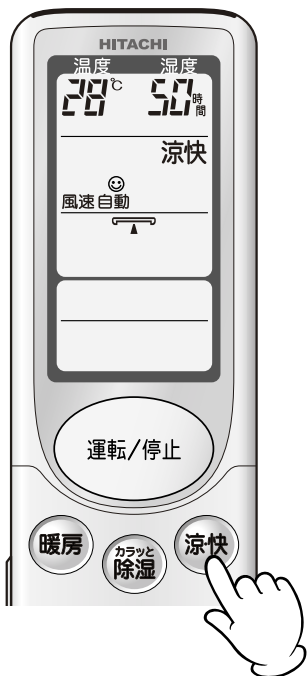 HITACHI
温度 湿度
28℃ 50時間
涼快
風速自動
運転/停止
暖房
カラッと
除湿
涼快